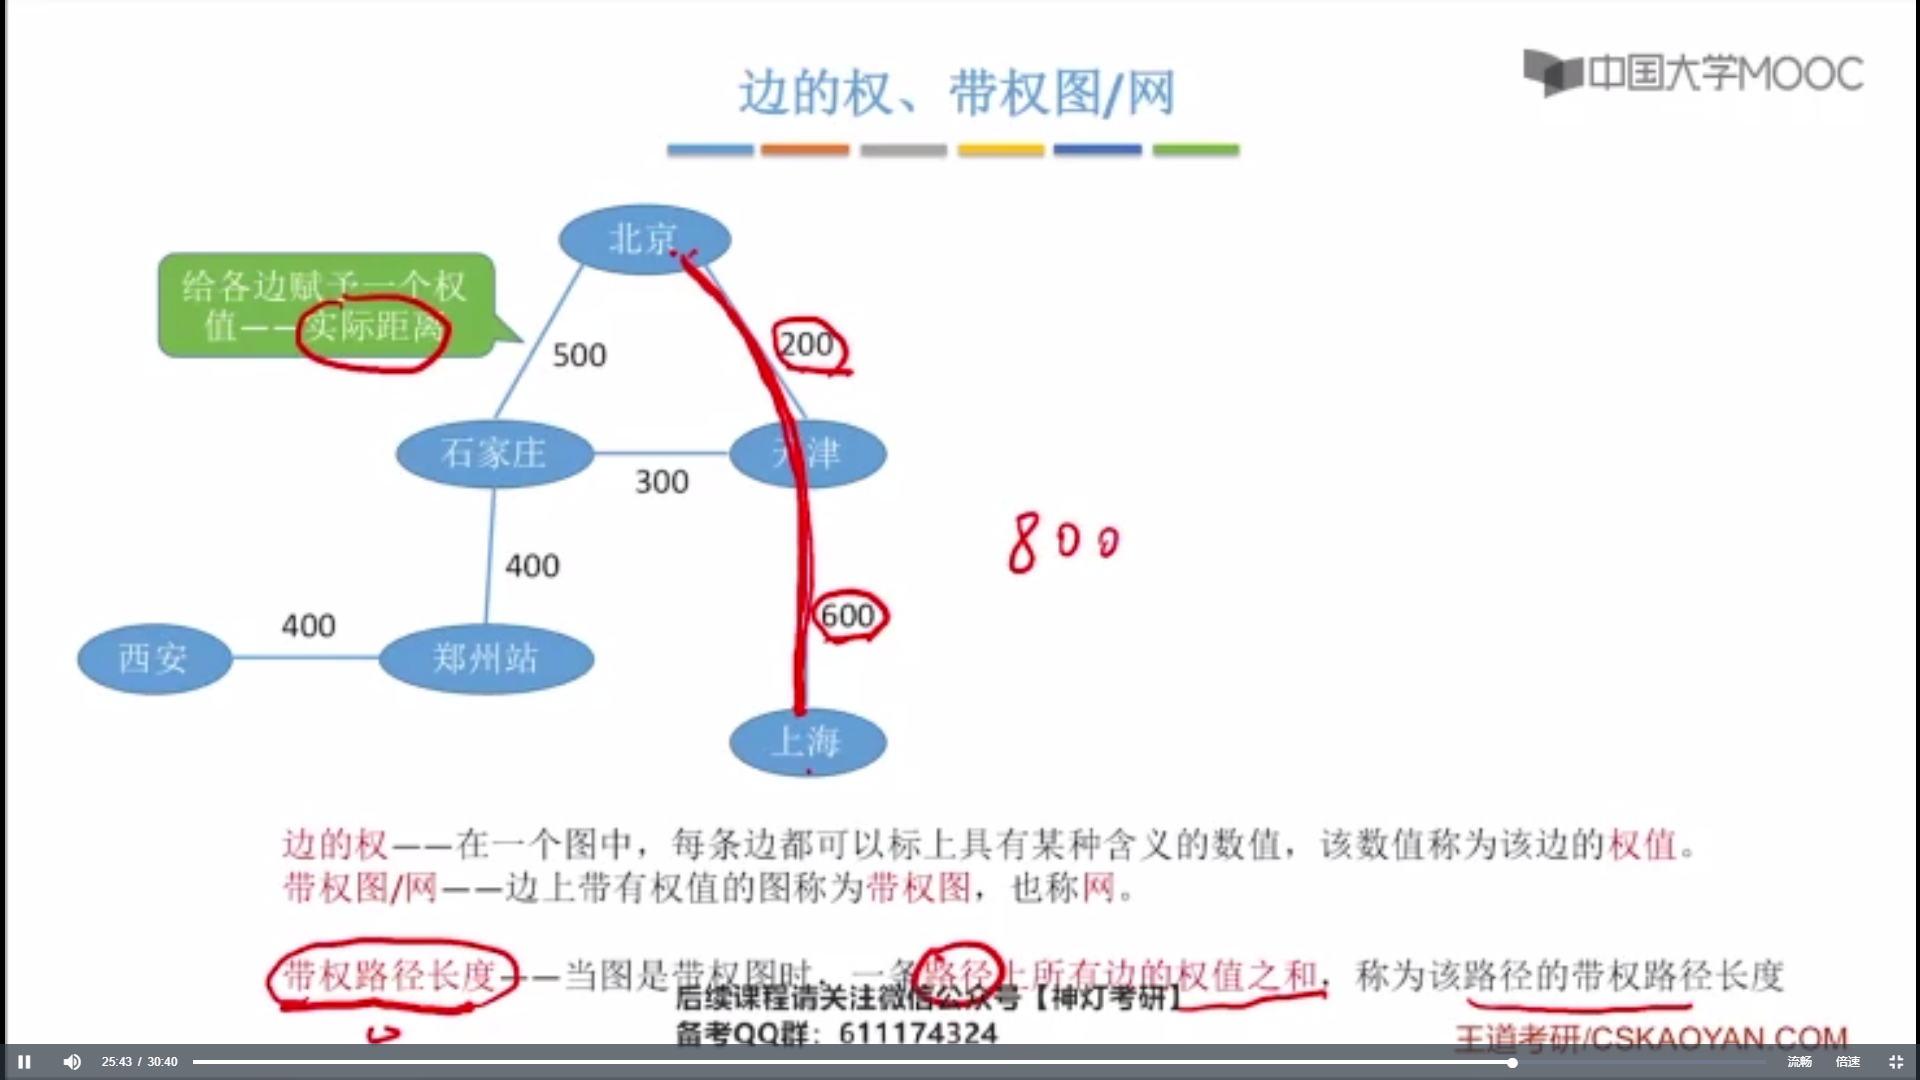 边的权、带权图/网
中国大学MOOC
北京
给各边赋予一个权
值——实际距离
500
200
石家庄
300
天津
800
400
600
400
西安
郑州站
上海
边的权——在一个图中，每条边都可以标上具有某种含义的数值，该数值称为该边的权值。
带权图/网——边上带有权值的图称为带权图，也称网。
带权路径长度——当图是带权图时，一条路径上所有边的权值之和，称为该路径的带权路径长度
后续课程请关注微信公众号【神灯考研】
备考QQ群：611174324
王道考研/CSKAOYAN.COM
25:43 / 30:40
流畅
倍速